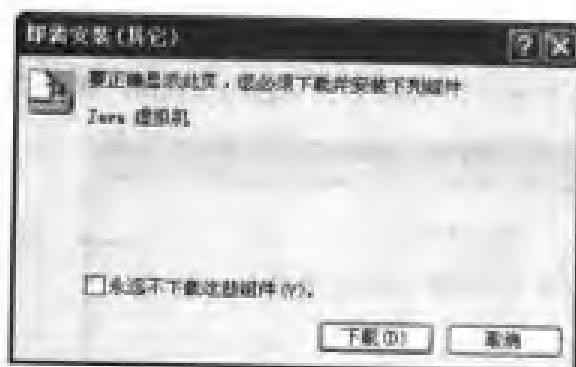 即需安装(其它)
要正确显示此页，您必须下载并安装下列组件
Java 虚拟机
永远不下载这些组件(Y)。
下载(D)
取消